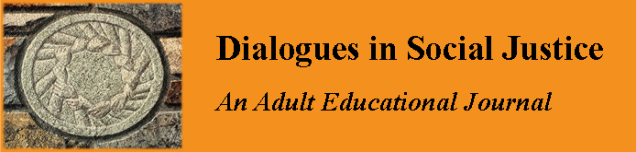 Dialogues in Social Justice
An Adult Educational Journal